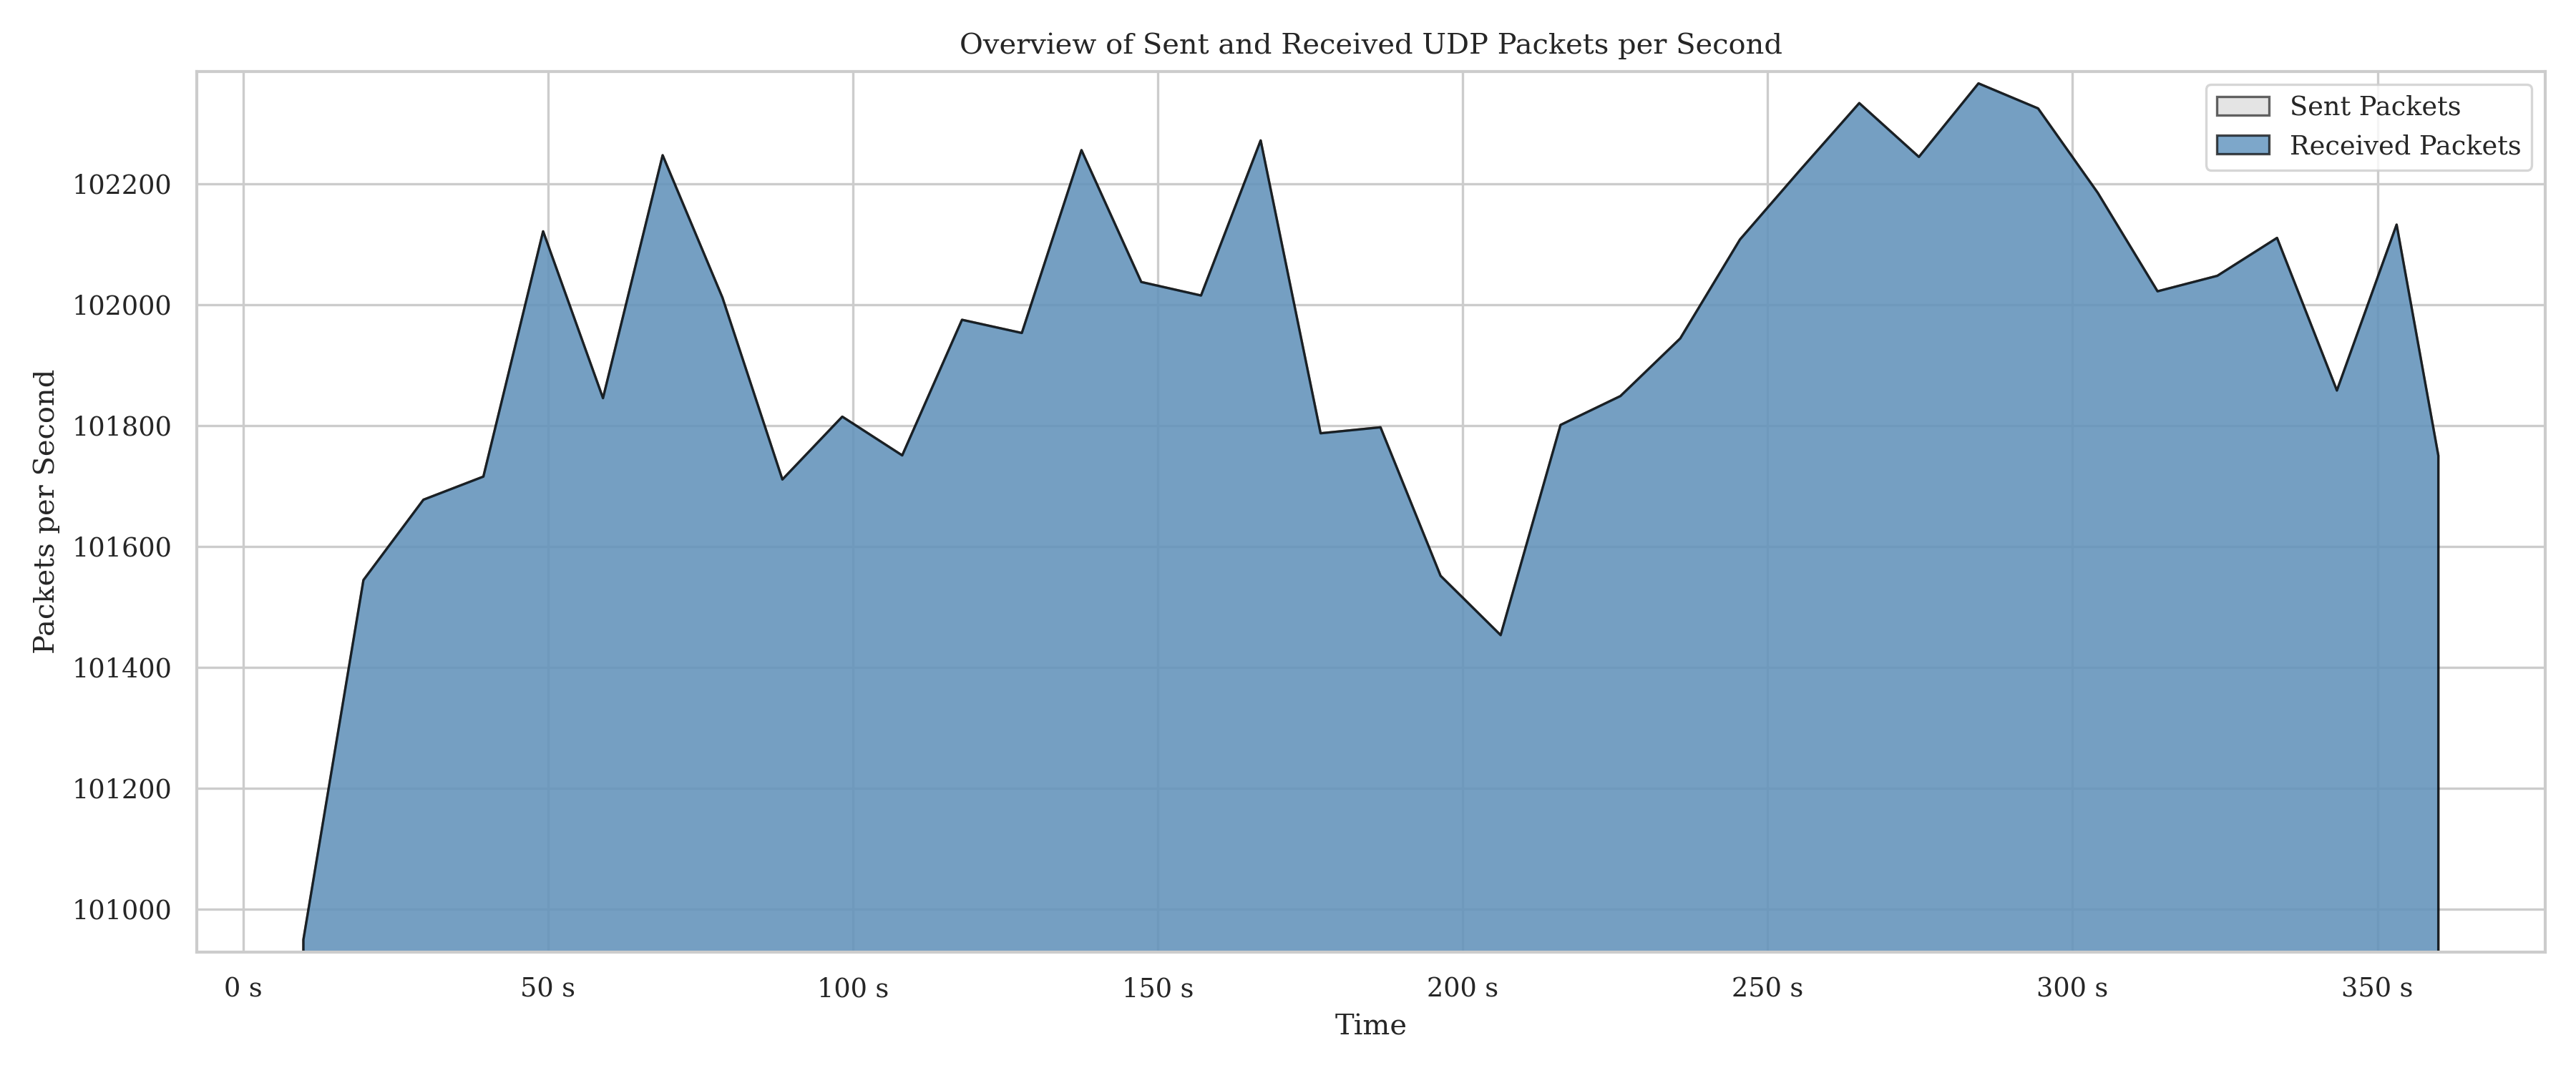 Overview of Sent and Received UDP Packets per Second
Sent Packets
Received Packets
Packets per Second
102200
102000
101800
101600
101400
101200
101000
0 s
50 s
100 s
150 s
200 s
250 s
300 s
350 s
Time